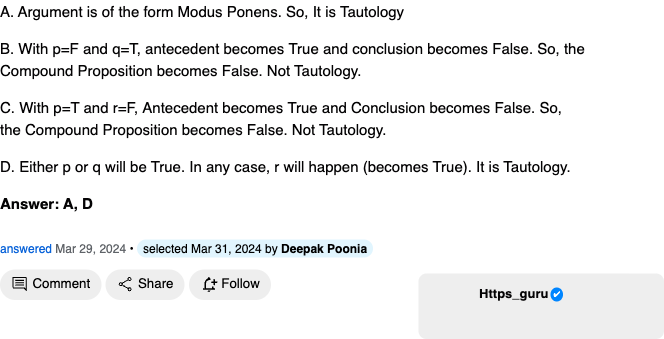 A. Argument is of the form Modus Ponens. So, It is Tautology
B. With p=F and q=T, antecedent becomes True and conclusion becomes False. So, the
Compound Proposition becomes False. Not Tautology.
C. With p=T and r=F, Antecedent becomes True and Conclusion becomes False. So,
the Compound Proposition becomes False. Not Tautology.
D. Either p or q will be True. In any case, r will happen (becomes True). It is Tautology.
Answer: A, D
answered Mar 29, 2024 • selected Mar 31, 2024 by Deepak Poonia
Comment Share Follow
Https_guru